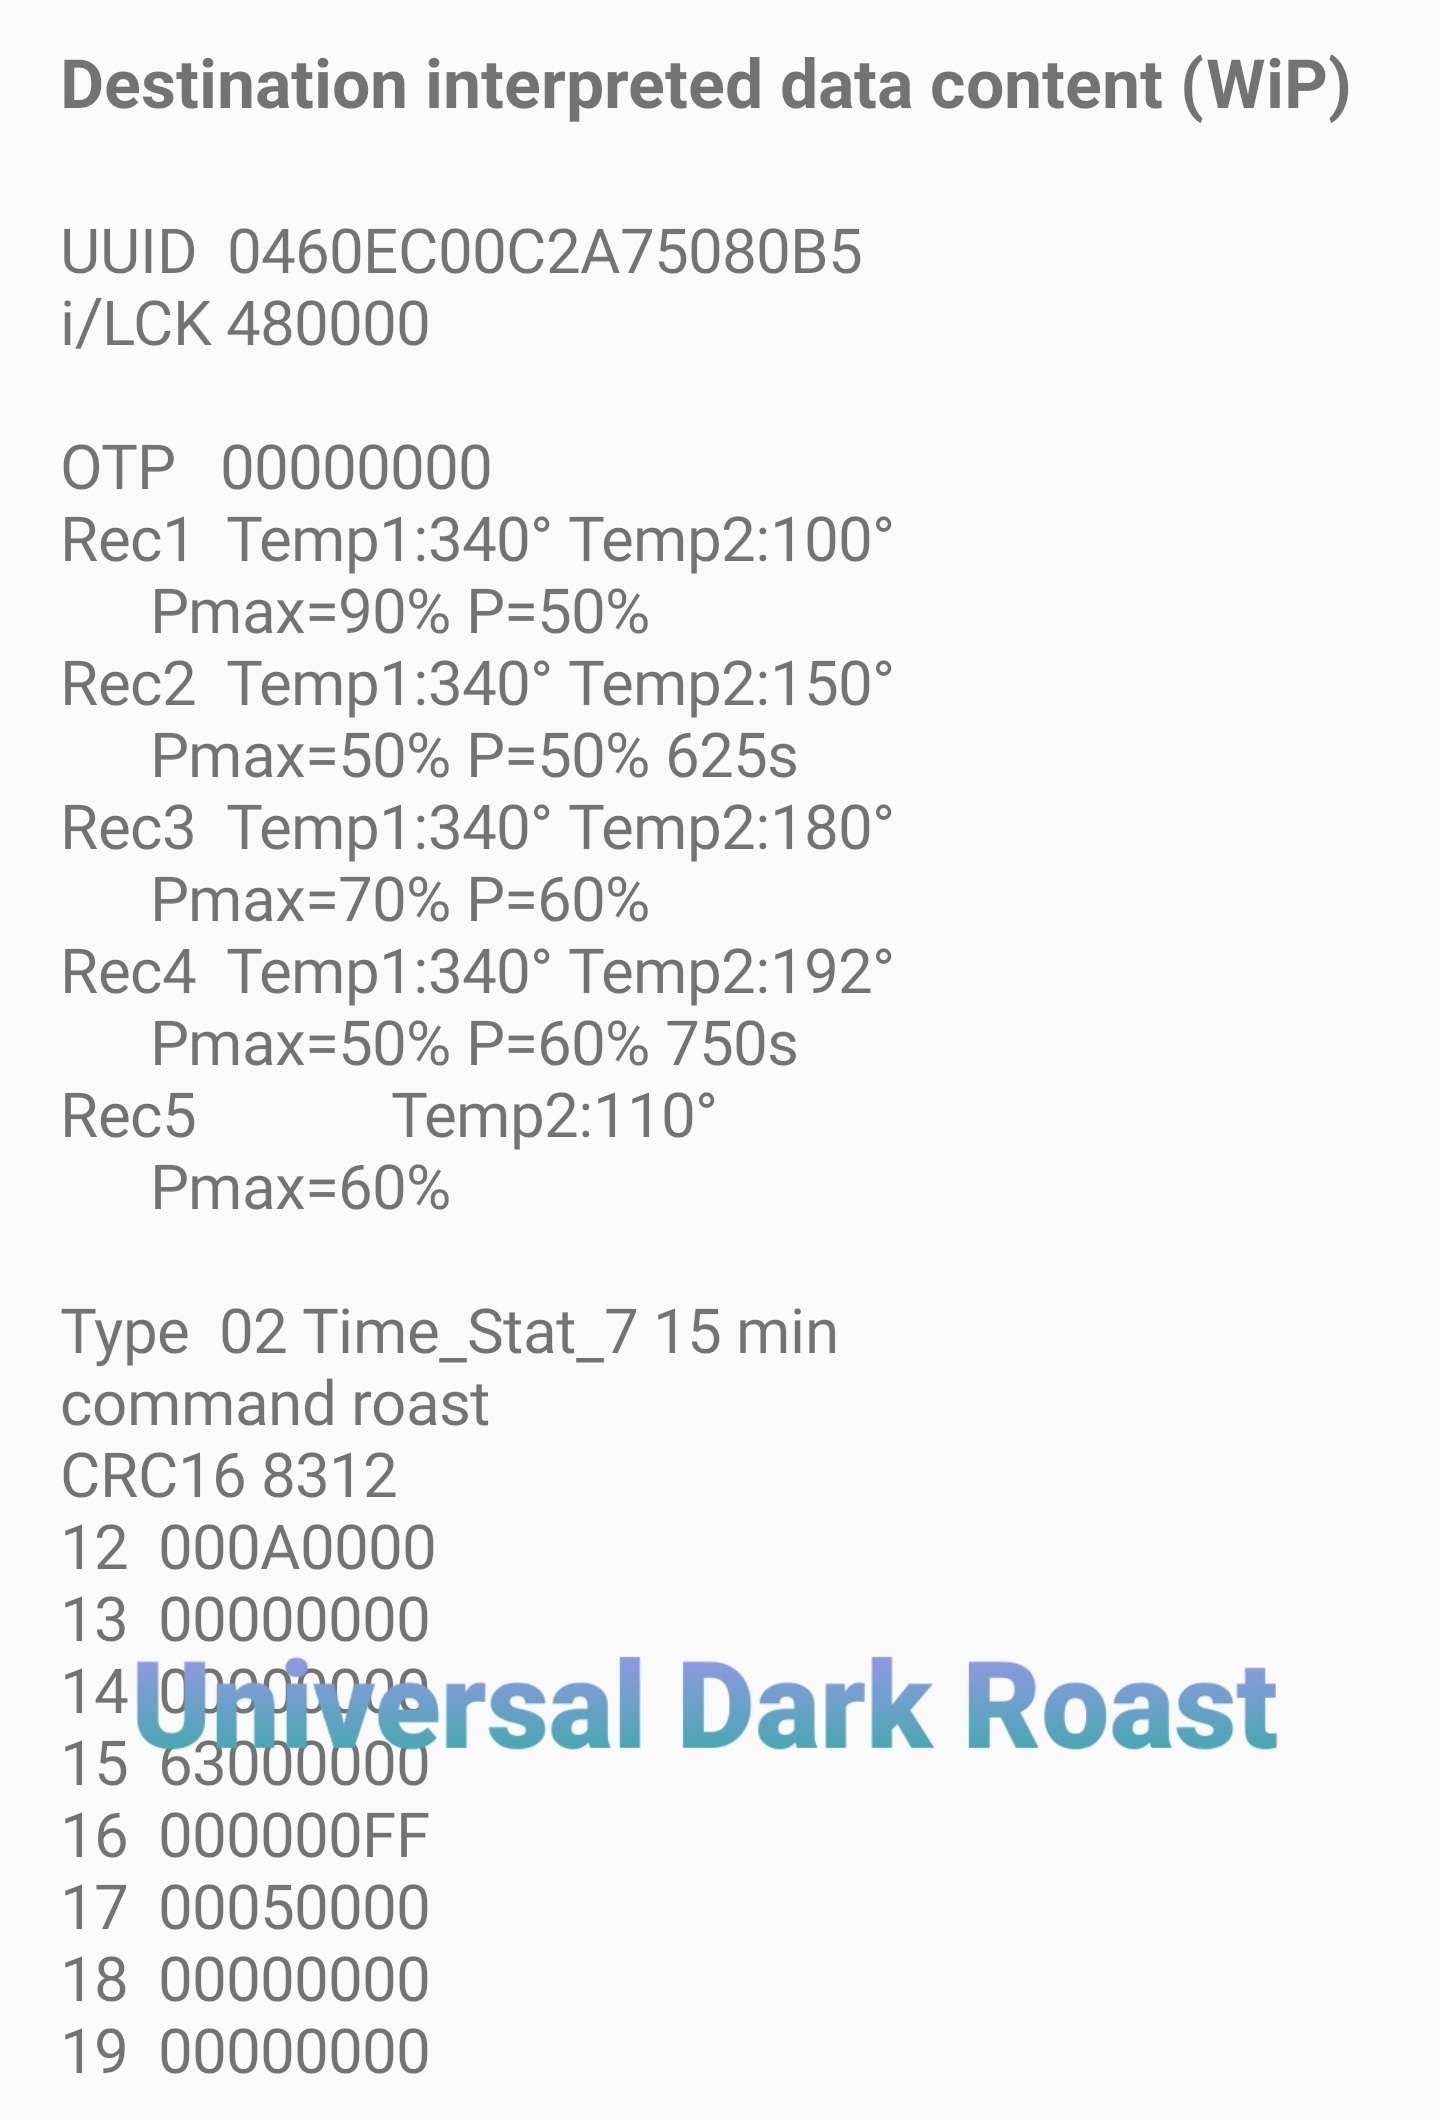 Destination interpreted data content (WiP)
UUID 0460EC00C2A75080B5
i/LCK 480000
OTP 00000000
Rec1 Temp1:340° Temp2:100°
Pmax=90% P=50%
Rec2 Temp1:340° Temp2:150°
Pmax=50% P=50% 625s
Rec3 Temp1:340° Temp2:180°
Pmax=70% P=60%
Rec4 Temp1:340° Temp2:192°
Pmax=50% P=60% 750s
Rec5 Temp2:110°
Pmax=60%
Type 02 Time_Stat_7 15 min
command roast
CRC16 8312
12 000A0000
13 00000000
14 00000000
Universal Dark Roast
15 63000000
16 000000FF
17 00050000
18 00000000
19 00000000